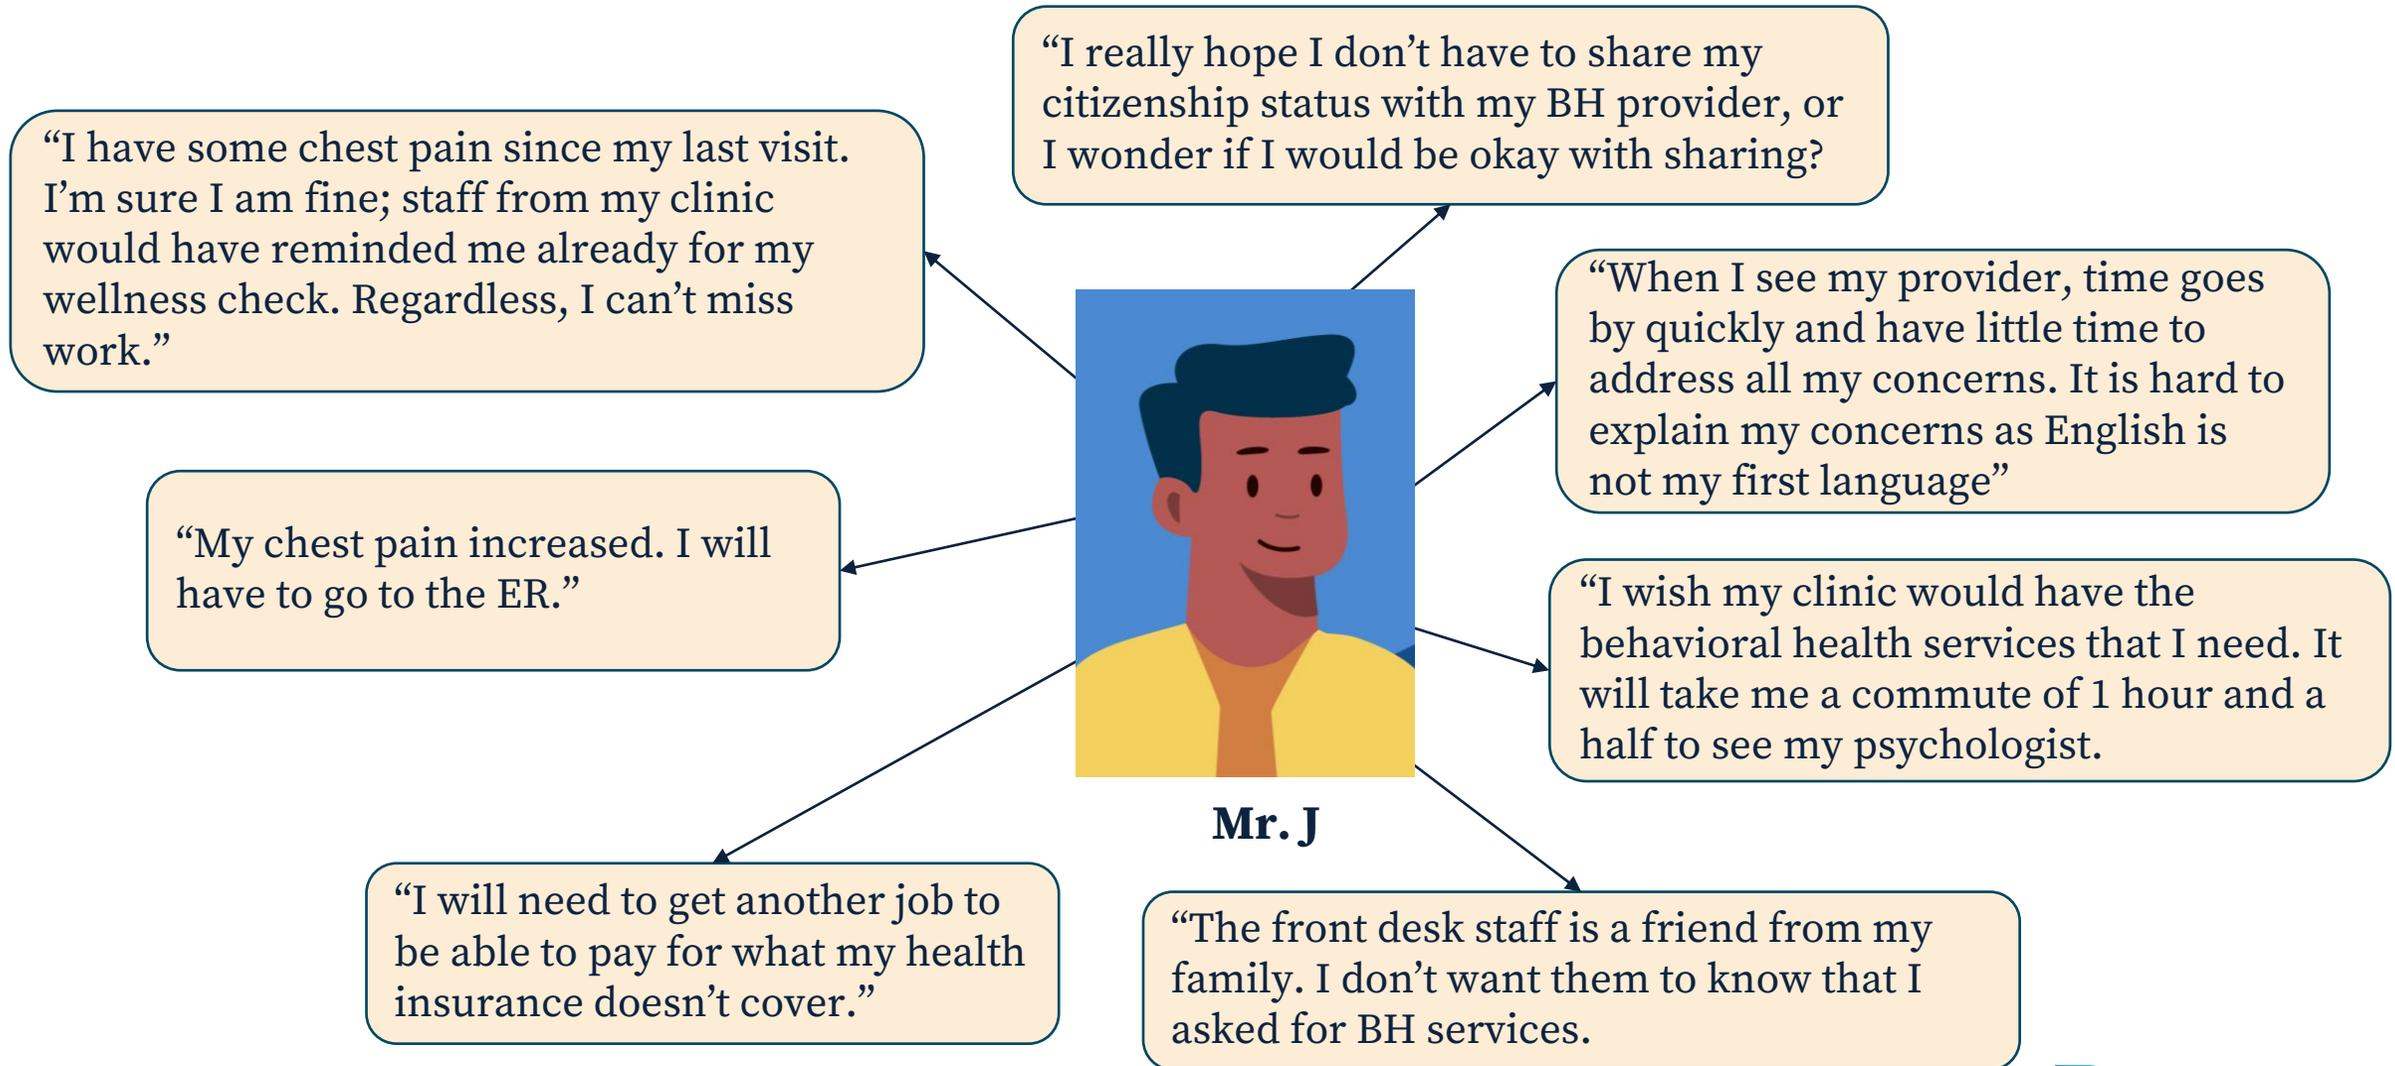 “I really hope I don’t have to share my
citizenship status with my BH provider, or
I wonder if I would be okay with sharing?
“I have some chest pain since my last visit.
I’m sure I am fine; staff from my clinic
would have reminded me already for my
wellness check. Regardless, I can’t miss
work.”
“When I see my provider, time goes
by quickly and have little time to
address all my concerns. It is hard to
explain my concerns as English is
not my first language”
“My chest pain increased. I will
have to go to the ER.”
“I wish my clinic would have the
behavioral health services that I need. It
will take me a commute of 1 hour and a
half to see my psychologist.
Mr. J
“I will need to get another job to
be able to pay for what my health
insurance doesn’t cover.”
“The front desk staff is a friend from my
family. I don’t want them to know that I
asked for BH services.